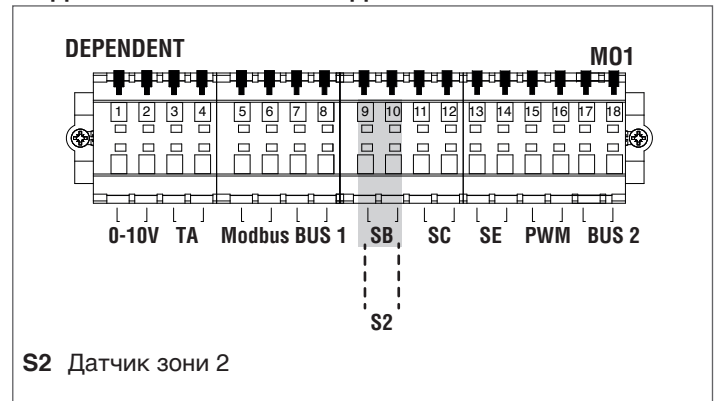 DEPENDENT
M01
1 2 3 4 5 6 7 8 9 10 11 12 13 14 15 16 17 18
0-10V TA Modbus BUS 1 SB SC SE PWM BUS 2
S2
S2 Датчик зони 2